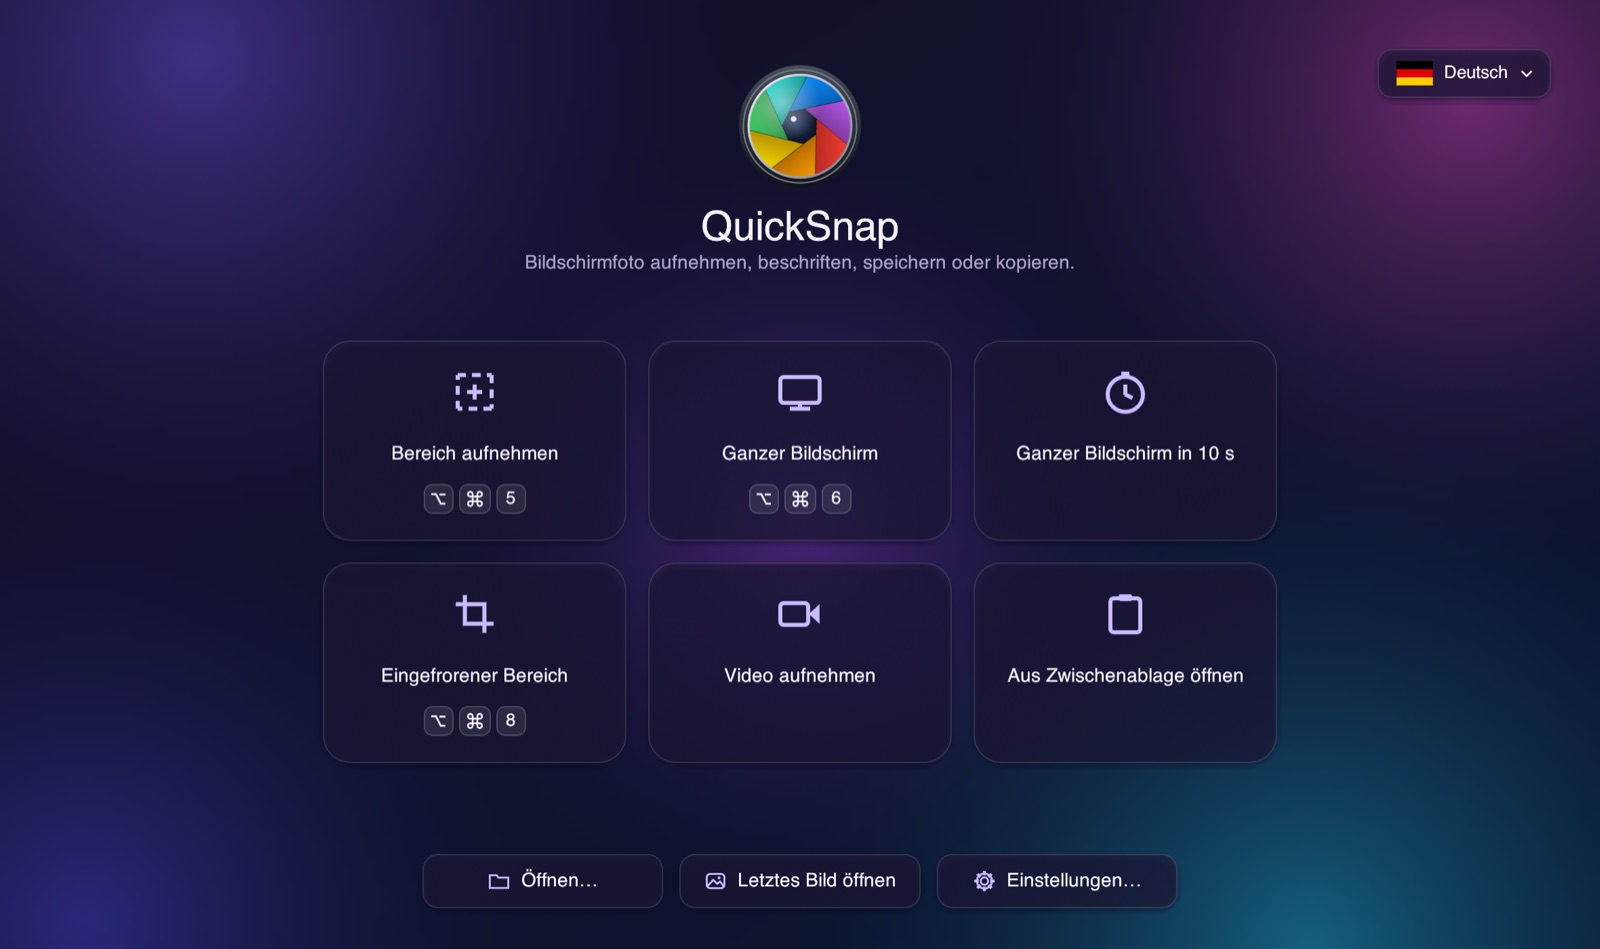 Deutsch
QuickSnap
Bildschirmfoto aufnehmen, beschriften, speichern oder kopieren.
Bereich aufnehmen
⌥ ⌘ 5
Ganzer Bildschirm
⌥ ⌘ 6
Ganzer Bildschirm in 10 s
Eingefrorener Bereich
⌥ ⌘ 8
Video aufnehmen
Aus Zwischenablage öffnen
Öffnen…
Letztes Bild öffnen
Einstellungen…